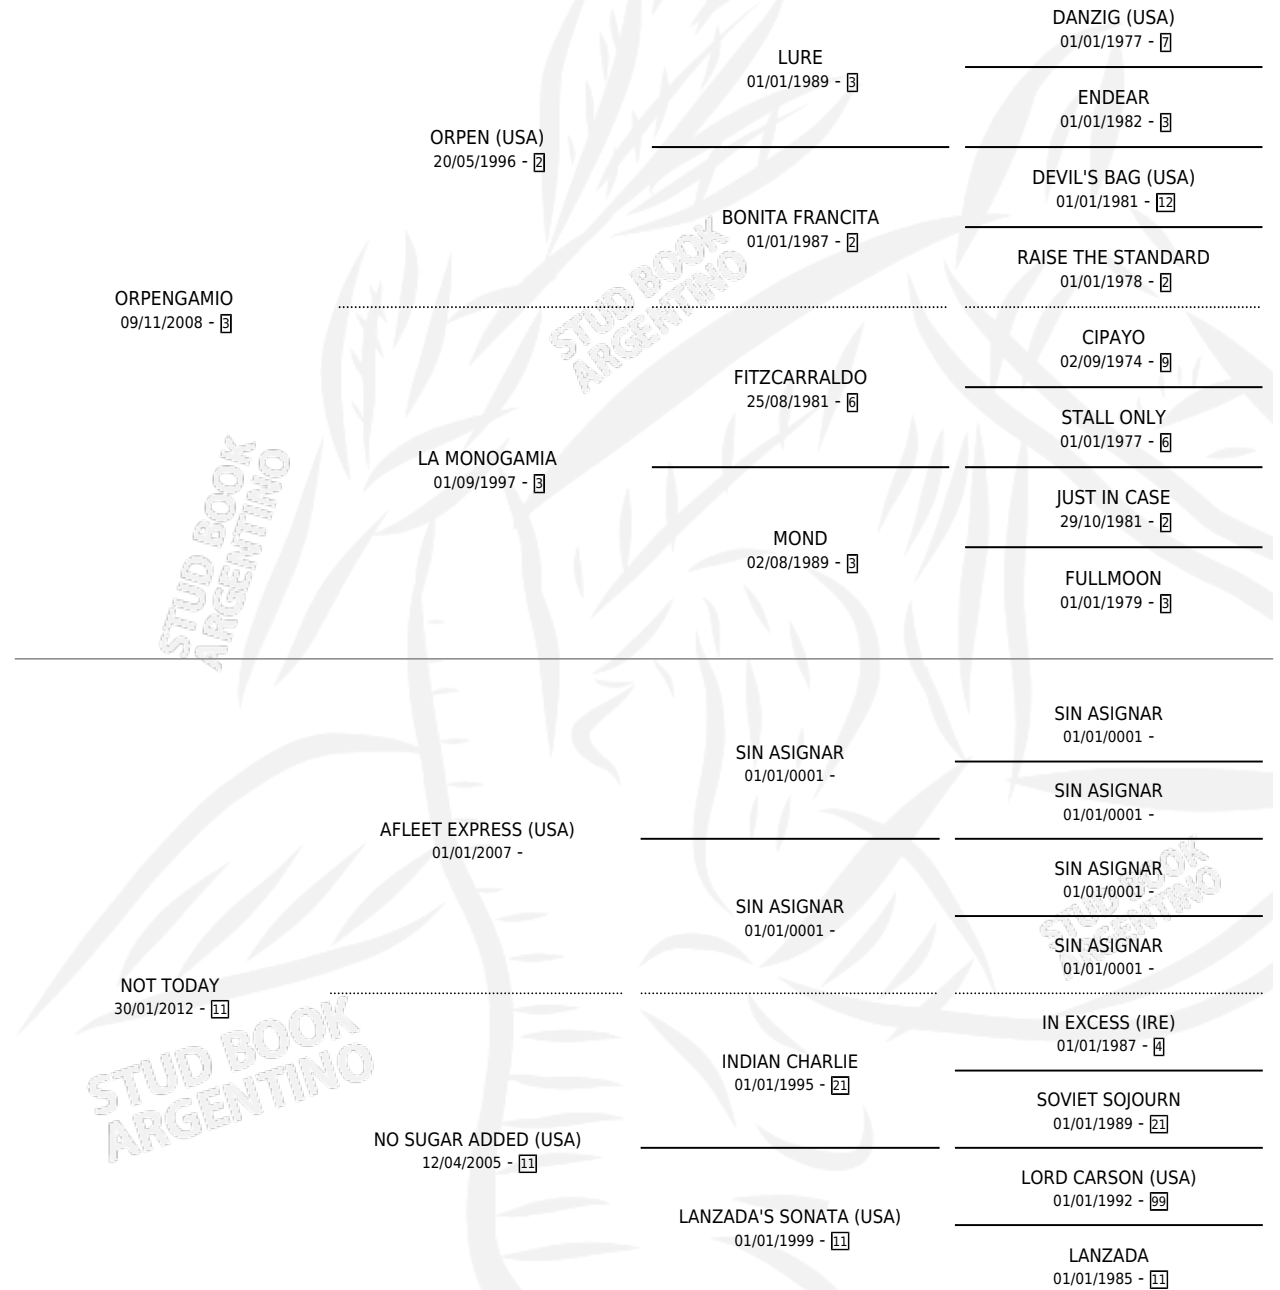 DANZIG (USA)
01/01/1977 - 7
LURE
01/01/1989 - 3
ENDEAR
01/01/1982 - 3
ORPEN (USA)
20/05/1996 - 2
DEVIL'S BAG (USA)
01/01/1981 - 12
BONITA FRANCITA
01/01/1987 - 2
RAISE THE STANDARD
01/01/1978 - 2
ORPENGAMIO
09/11/2008 - 3
CIPAYO
02/09/1974 - 9
FITZCARRALDO
25/08/1981 - 6
STALL ONLY
01/01/1977 - 6
LA MONOGAMIA
01/09/1997 - 3
JUST IN CASE
29/10/1981 - 2
MOND
02/08/1989 - 3
FULLMOON
01/01/1979 - 3
STUD BOOK
ARGENTINO
STUD BOOK
ARGENTINO
SIN ASIGNAR
01/01/0001 -
SIN ASIGNAR
01/01/0001 -
SIN ASIGNAR
01/01/0001 -
AFLEET EXPRESS (USA)
01/01/2007 -
SIN ASIGNAR
01/01/0001 -
SIN ASIGNAR
01/01/0001 -
SIN ASIGNAR
01/01/0001 -
STUD BOOK
ARGENTINO
NOT TODAY
30/01/2012 - 11
IN EXCESS (IRE)
01/01/1987 - 4
INDIAN CHARLIE
01/01/1995 - 21
SOVIET SOJOURN
01/01/1989 - 21
NO SUGAR ADDED (USA)
12/04/2005 - 11
LORD CARSON (USA)
01/01/1992 - 99
LANZADA'S SONATA (USA)
01/01/1999 - 11
LANZADA
01/01/1985 - 11
STUD BOOK
ARGENTINO